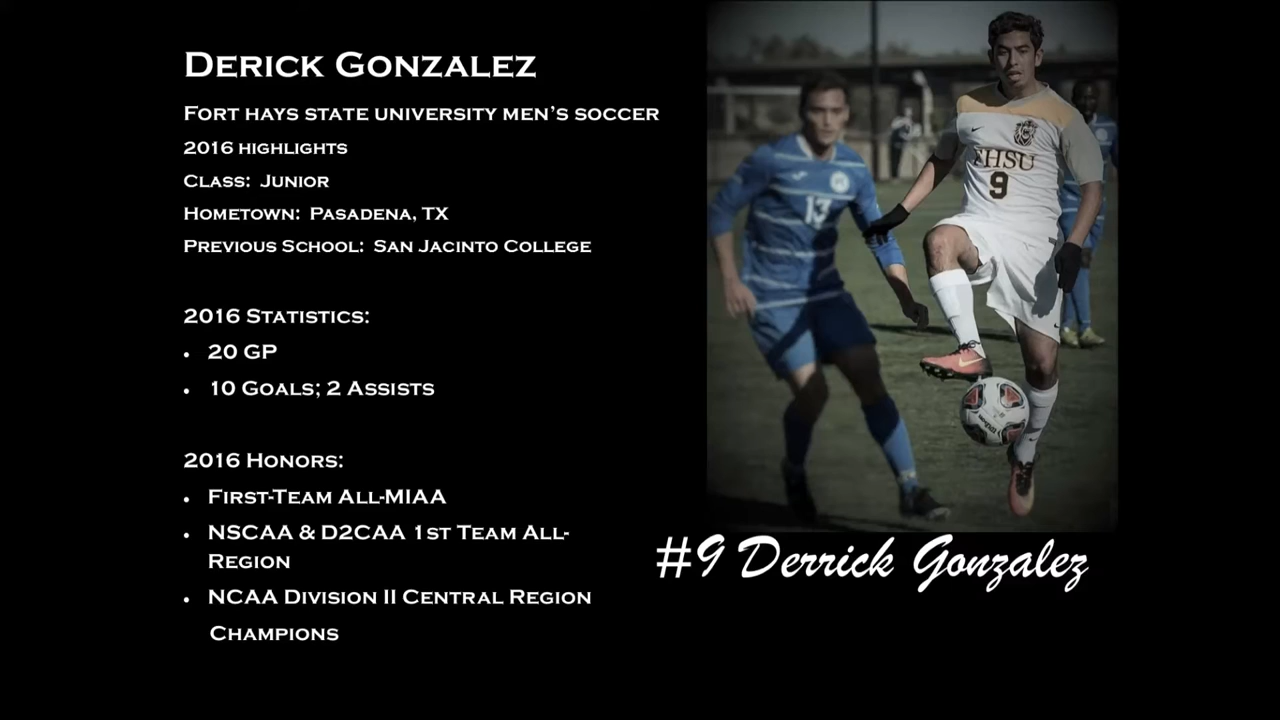 DERICK GONZALEZ
FORT HAYS STATE UNIVERSITY MEN'S SOCCER
2016 HIGHLIGHTS
CLASS: JUNIOR
HOMETOWN: PASADENA, TX
PREVIOUS SCHOOL: SAN JACINTO COLLEGE
2016 STATISTICS:
• 20 GP
• 10 GOALS; 2 ASSISTS
2016 HONORS:
• FIRST-TEAM ALL-MIAA
• NSCAA & D2CAA 1ST TEAM ALL-
REGION
• NCAA DIVISION II CENTRAL REGION
CHAMPIONS
FHSU
9
13
Wilson
#9 Derrick Gonzalez